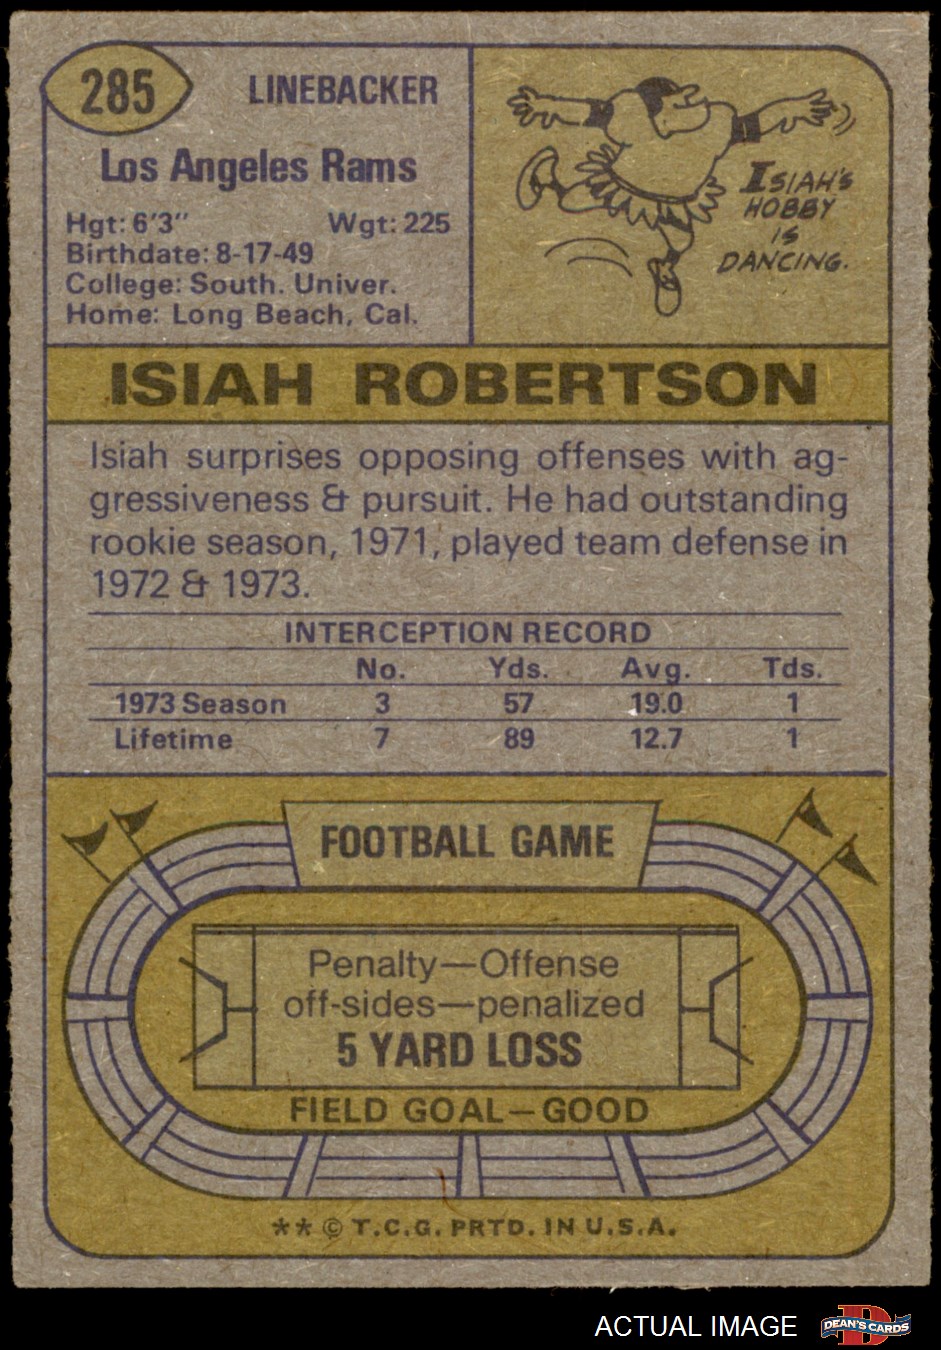 285
LINEBACKER
Los Angeles Rams
Hgt: 6'3" Wgt: 225
Birthdate: 8-17-49
College: South. Univer.
Home: Long Beach, Cal.
ISIAH'S
HOBBY
IS
DANCING.
ISIAH ROBERTSON
Isiah surprises opposing offenses with ag-
gressiveness & pursuit. He had outstanding
rookie season, 1971, played team defense in
1972 & 1973.
INTERCEPTION RECORD
No. Yds. Avg. Tds.
1973 Season 3 57 19.0 1
Lifetime 7 89 12.7 1
FOOTBALL GAME
Penalty—Offense
off-sides—penalized
5 YARD LOSS
FIELD GOAL—GOOD
** © T.C.G. PRTD. IN U.S.A.
ACTUAL IMAGE
D
DEAN'S CARDS